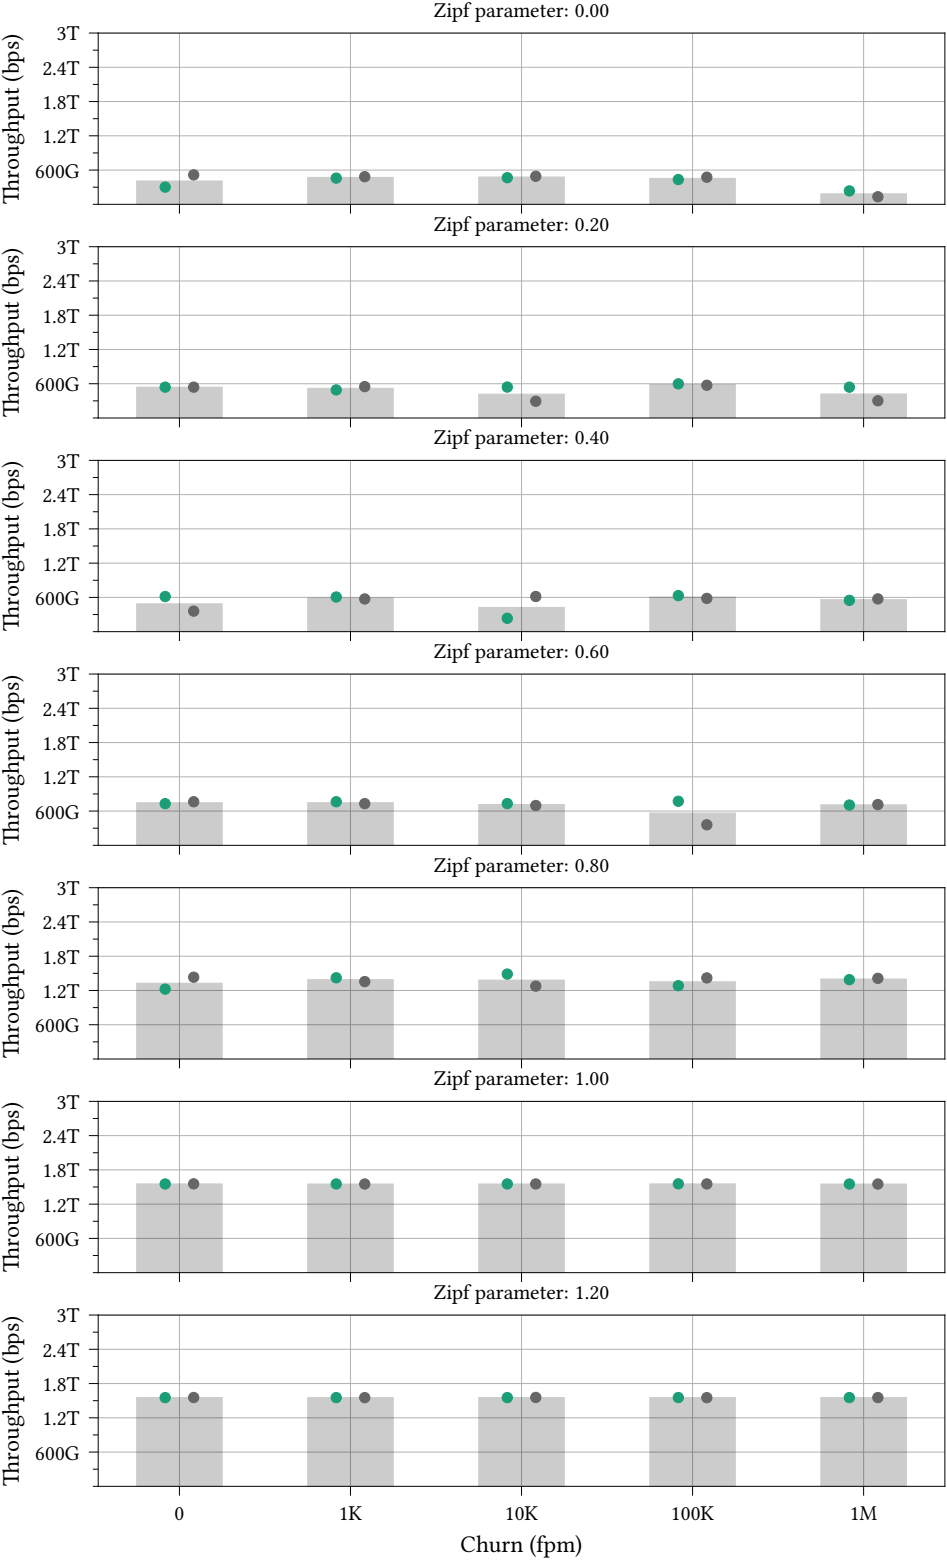 Zipf parameter: 0.00
Throughput (bps)
3T
2.4T
1.8T
1.2T
600G
Zipf parameter: 0.20
Throughput (bps)
3T
2.4T
1.8T
1.2T
600G
Zipf parameter: 0.40
Throughput (bps)
3T
2.4T
1.8T
1.2T
600G
Zipf parameter: 0.60
Throughput (bps)
3T
2.4T
1.8T
1.2T
600G
Zipf parameter: 0.80
Throughput (bps)
3T
2.4T
1.8T
1.2T
600G
Zipf parameter: 1.00
Throughput (bps)
3T
2.4T
1.8T
1.2T
600G
Zipf parameter: 1.20
Throughput (bps)
3T
2.4T
1.8T
1.2T
600G
0 1K 10K 100K 1M
Churn (fpm)